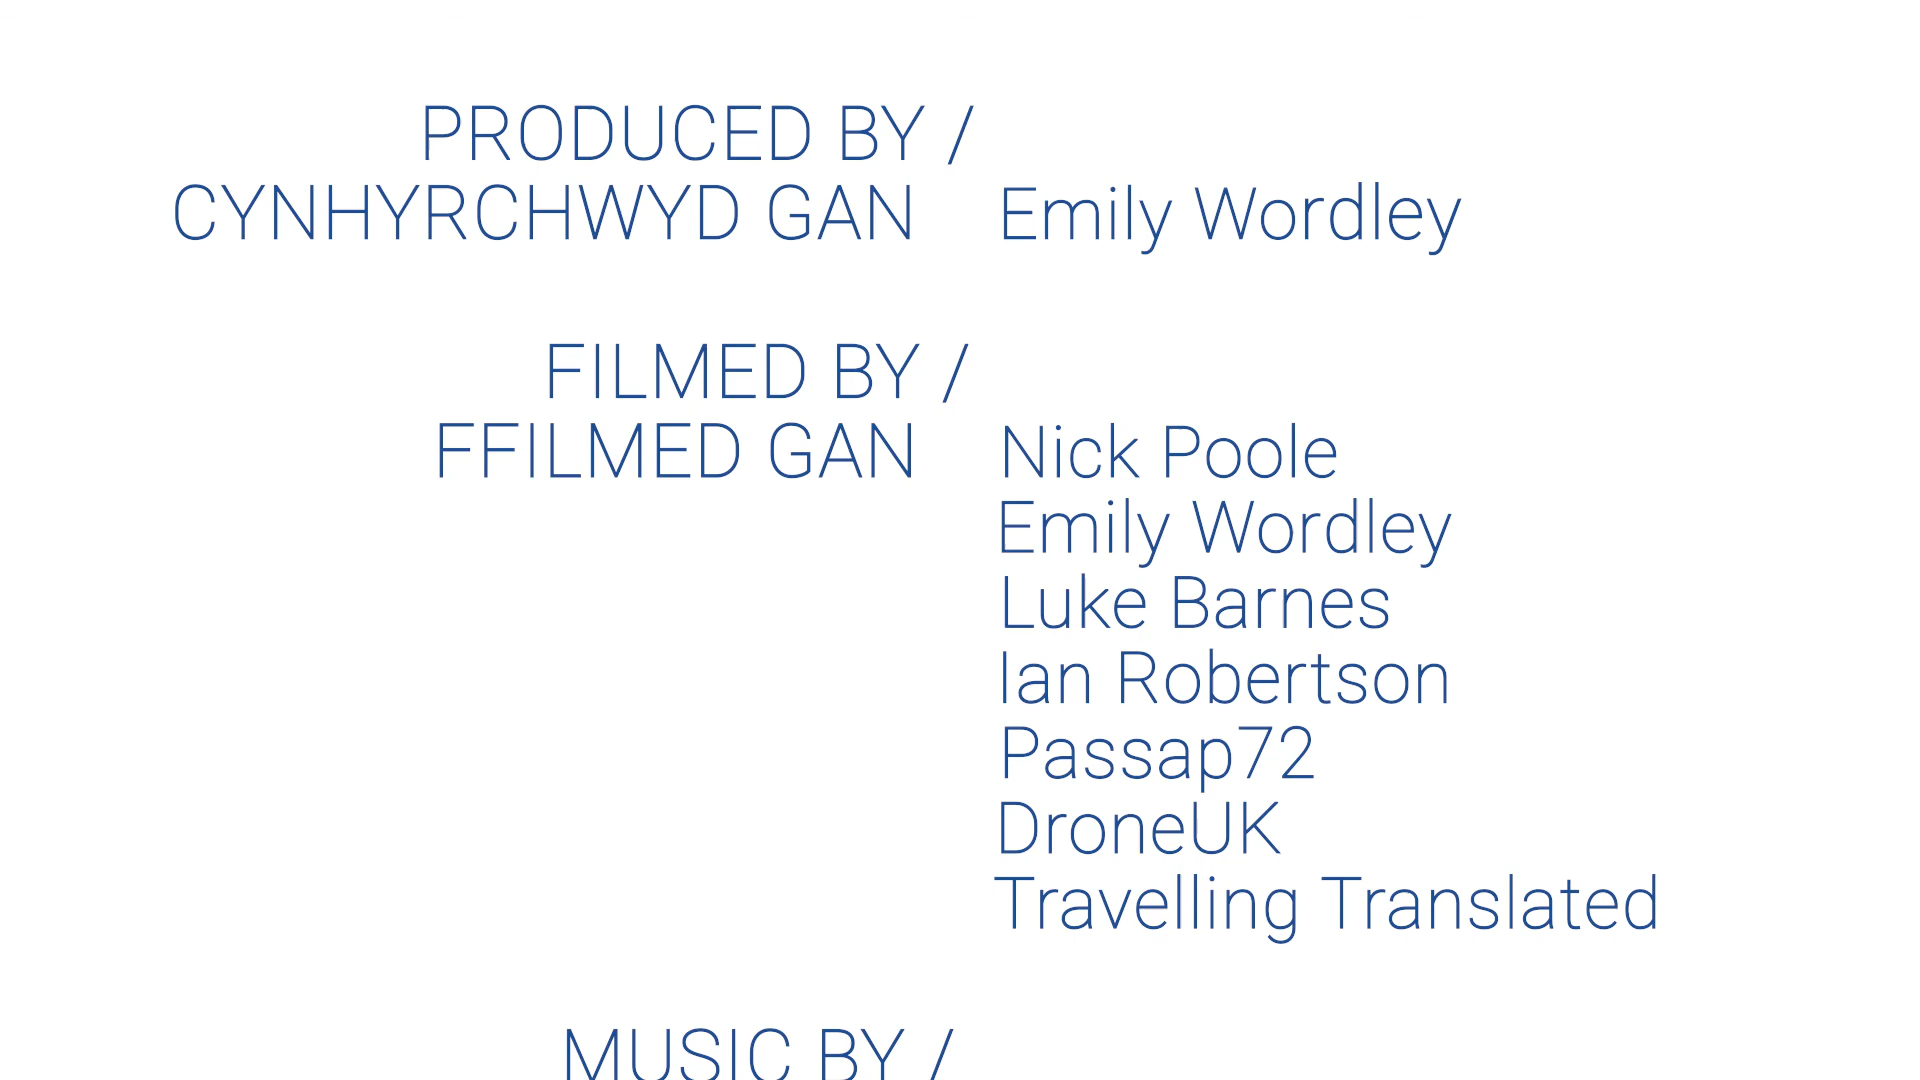 PRODUCED BY /
CYNHYRCHWYD GAN Emily Wordley
FILMED BY /
FFILMED GAN Nick Poole
Emily Wordley
Luke Barnes
Ian Robertson
Passap72
DroneUK
Travelling Translated
MUSIC BY /